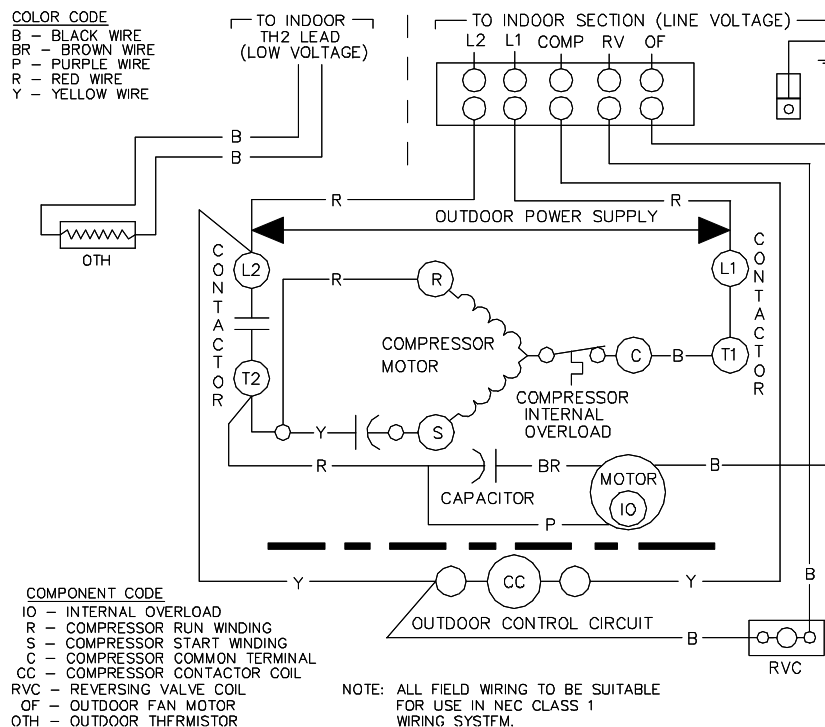 COLOR CODE
B – BLACK WIRE
BR – BROWN WIRE
P – PURPLE WIRE
R – RED WIRE
Y – YELLOW WIRE
TO INDOOR
TH2 LEAD
(LOW VOLTAGE)
TO INDOOR SECTION (LINE VOLTAGE)
L2 L1 COMP RV OF
B
B
OTH
R
R
OUTDOOR POWER SUPPLY
CONTACTOR
L2
T2
R
R
COMPRESSOR
MOTOR
S
Y
C
B
COMPRESSOR
INTERNAL
OVERLOAD
L1
T1
CONTACTOR
R
CAPACITOR
BR
MOTOR
IO
B
P
Y
CC
Y
B
OUTDOOR CONTROL CIRCUIT
B
RVC
COMPONENT CODE
IO – INTERNAL OVERLOAD
R – COMPRESSOR RUN WINDING
S – COMPRESSOR START WINDING
C – COMPRESSOR COMMON TERMINAL
CC – COMPRESSOR CONTACTOR COIL
RVC – REVERSING VALVE COIL
OF – OUTDOOR FAN MOTOR
OTH – OUTDOOR THERMISTOR
NOTE: ALL FIELD WIRING TO BE SUITABLE
FOR USE IN NEC CLASS 1
WIRING SYSTEM.